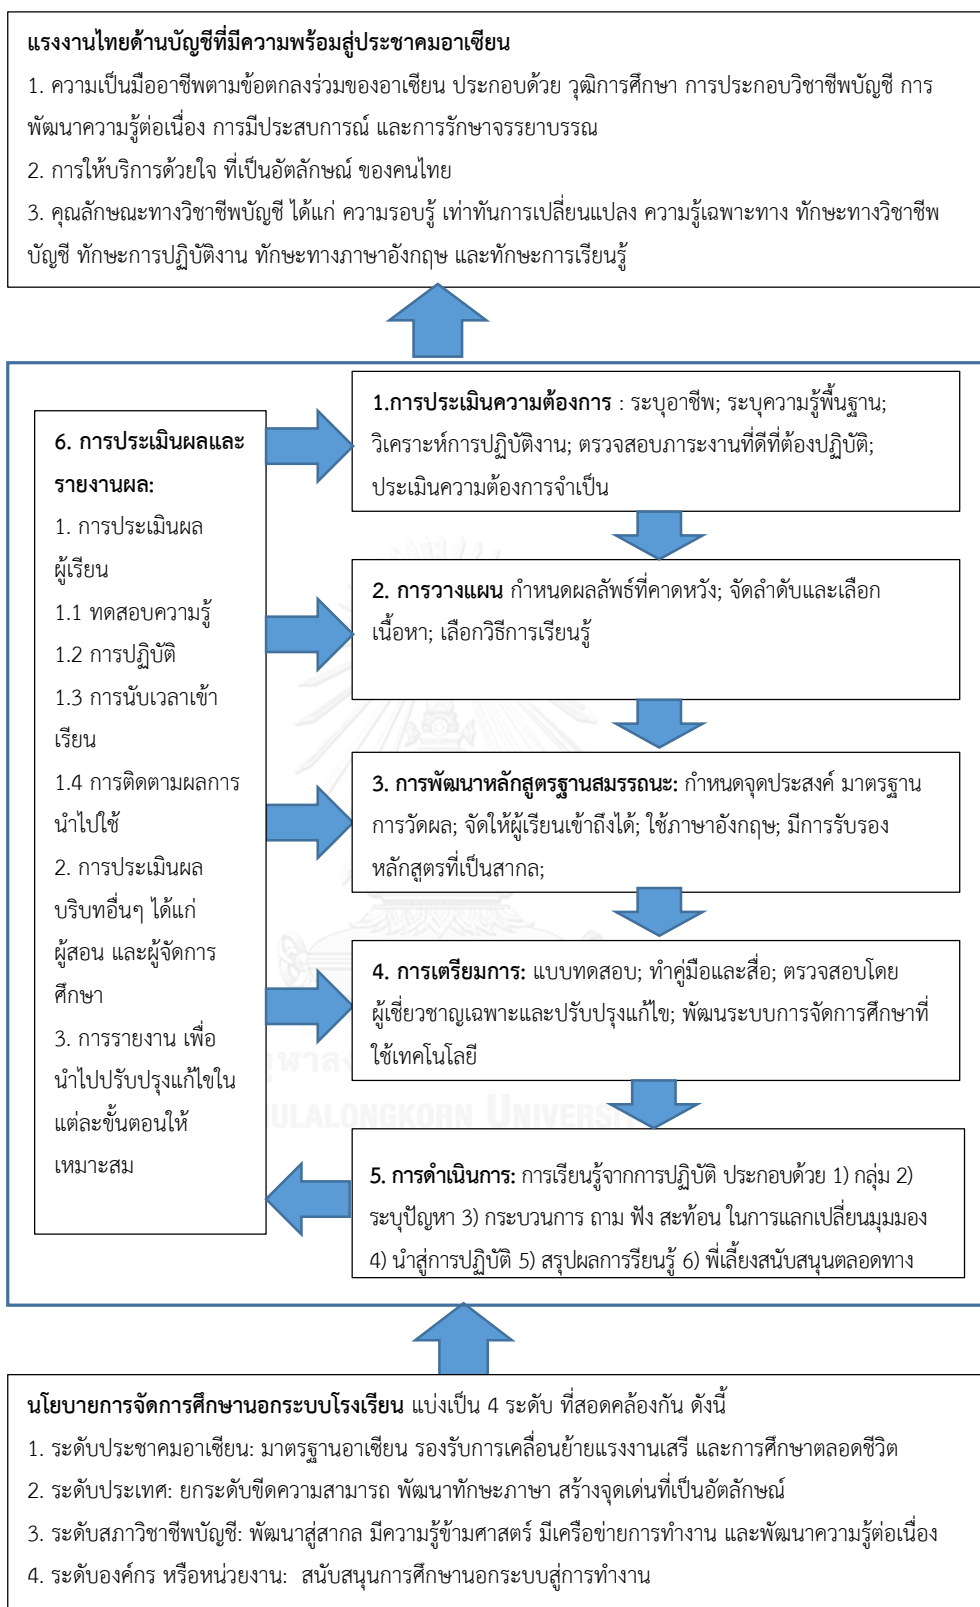 แรงงานไทยด้านบัญชีที่มีความพร้อมสู่ประชาคมอาเซียน
1. ความเป็นมืออาชีพตามข้อตกลงร่วมของอาเซียน ประกอบด้วย วุฒิการศึกษา การประกอบวิชาชีพบัญชี การ
พัฒนาความรู้ต่อเนื่อง การมีประสบการณ์ และการรักษาจรรยาบรรณ
2. การให้บริการด้วยใจ ที่เป็นอัตลักษณ์ ของคนไทย
3. คุณลักษณะทางวิชาชีพบัญชี ได้แก่ ความรอบรู้ เท่าทันการเปลี่ยนแปลง ความรู้เฉพาะทาง ทักษะทางวิชาชีพ
บัญชี ทักษะการปฏิบัติงาน ทักษะทางภาษาอังกฤษ และทักษะการเรียนรู้
1.การประเมินความต้องการ : ระบุอาชีพ; ระบุความรู้พื้นฐาน;
วิเคราะห์การปฏิบัติงาน; ตรวจสอบภาระงานที่ดีที่ต้องปฏิบัติ;
ประเมินความต้องการจำเป็น
2. การวางแผน กำหนดผลลัพธ์ที่คาดหวัง; จัดลำดับและเลือก
เนื้อหา; เลือกวิธีการเรียนรู้
3. การพัฒนาหลักสูตรฐานสมรรถนะ: กำหนดจุดประสงค์ มาตรฐาน
การวัดผล; จัดให้ผู้เรียนเข้าถึงได้; ใช้ภาษาอังกฤษ; มีการรับรอง
หลักสูตรที่เป็นสากล;
4. การเตรียมการ: แบบทดสอบ; ทำคู่มือและสื่อ; ตรวจสอบโดย
ผู้เชี่ยวชาญเฉพาะและปรับปรุงแก้ไข; พัฒนระบบการจัดการศึกษาที่
ใช้เทคโนโลยี
5. การดำเนินการ: การเรียนรู้จากการปฏิบัติ ประกอบด้วย 1) กลุ่ม 2)
ระบุปัญหา 3) กระบวนการ ถาม ฟัง สะท้อน ในการแลกเปลี่ยนมุมมอง
4) นำสู่การปฏิบัติ 5) สรุปผลการรียนรู้ 6) พี่เลี้ยงสนับสนุนตลอดทาง
6. การประเมินผลและ
รายงานผล:
1. การประเมินผล
ผู้เรียน
1.1 ทดสอบความรู้
1.2 การปฏิบัติ
1.3 การนับเวลาเข้า
เรียน
1.4 การติดตามผลการ
นำไปใช้
2. การประเมินผล
บริบทอื่นๆ ได้แก่
ผู้สอน และผู้จัดการ
ศึกษา
3. การรายงาน เพื่อ
นำไปปรับปรุงแก้ไขใน
แต่ละขั้นตอนให้
เหมาะสม
นโยบายการจัดการศึกษานอกระบบโรงเรียน แบ่งเป็น 4 ระดับ ที่สอดคล้องกัน ดังนี้
1. ระดับประชาคมอาเซียน: มาตรฐานอาเซียน รองรับการเคลื่อนย้ายแรงงานเสรี และการศึกษาตลอดชีวิต
2. ระดับประเทศ: ยกระดับขีดความสามารถ พัฒนาทักษะภาษา สร้างจุดเด่นที่เป็นอัตลักษณ์
3. ระดับสภาวิชาชีพบัญชี: พัฒนาสู่สากล มีความรู้ข้ามศาสตร์ มีเครือข่ายการทำงาน และพัฒนาความรู้ต่อเนื่อง
4. ระดับองค์กร หรือหน่วยงาน: สนับสนุนการศึกษานอกระบบสู่การทำงาน